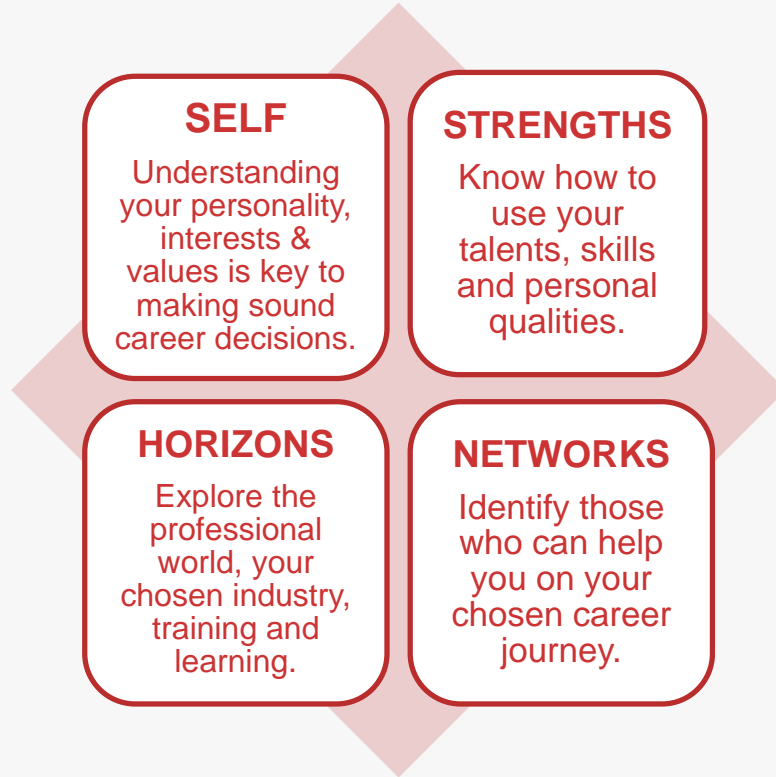 SELF
Understanding
your personality,
interests &
values is key to
making sound
career decisions.
STRENGTHS
Know how to
use your
talents, skills
and personal
qualities.
HORIZONS
Explore the
professional
world, your
chosen industry,
training and
learning.
NETWORKS
Identify those
who can help
you on your
chosen career
journey.